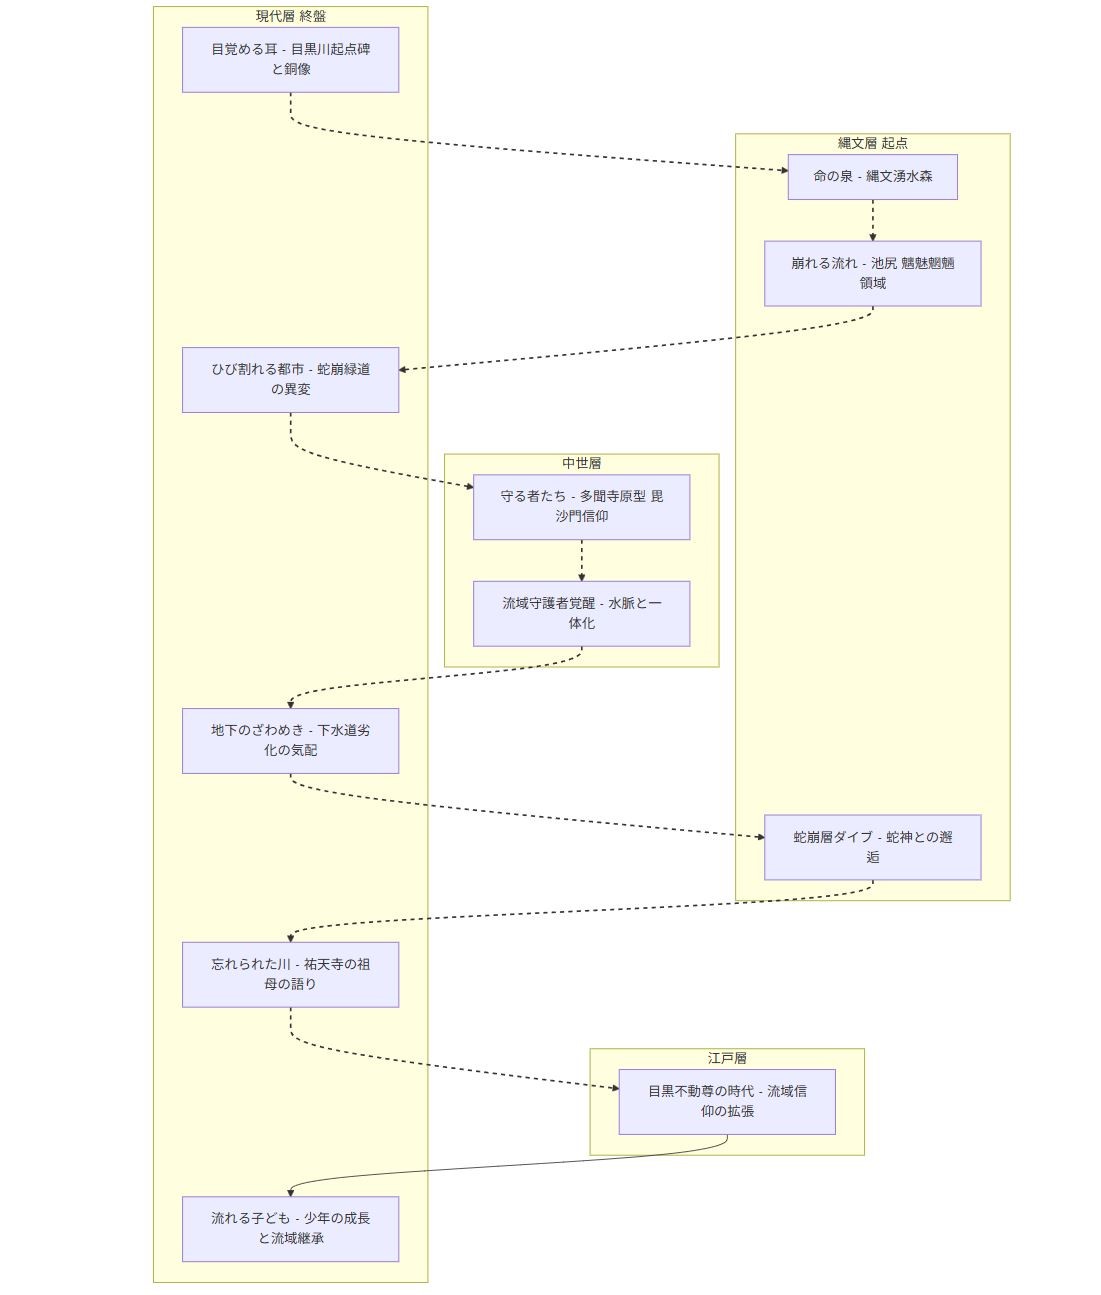 現代層 終盤
目覚める耳 - 目黒川起点碑
と銅像
縄文層 起点
命の泉 - 縄文湧水森
崩れる流れ - 池尻 魑魅魍魎
領域
ひび割れる都市 - 蛇崩緑道
の異変
中世層
守る者たち - 多聞寺原型 毘
沙門信仰
流域守護者覚醒 - 水脈と一
体化
地下のざわめき - 下水道劣
化の気配
蛇崩層ダイブ - 蛇神との邂
逅
忘れられた川 - 祐天寺の祖
母の語り
江戸層
目黒不動尊の時代 - 流域信
仰の拡張
流れる子ども - 少年の成長
と流域継承